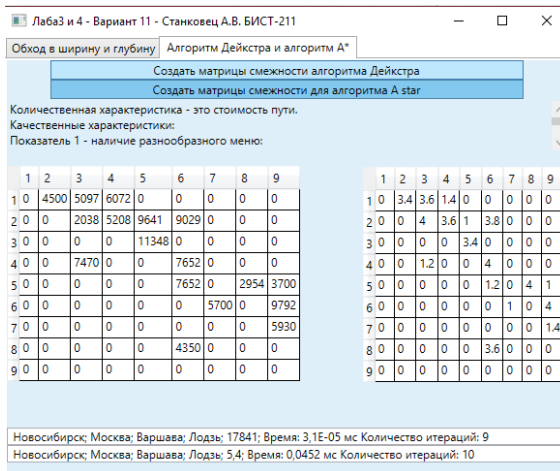 Лаба3 и 4 - Вариант 11 - Станковец А.В. БИСТ-211
Обход в ширину и глубину Алгоритм Дейкстра и алгоритм A*
Создать матрицы смежности алгоритма Дейкстра
Создать матрицы смежности для алгоритма A star
Количественная характеристика - это стоимость пути.
Качественные характеристики:
Показатель 1 - наличие разнообразного меню:
1 2 3 4 5 6 7 8 9
1 0 4500 5097 6072 0 0 0 0 0
2 0 0 2038 5208 9641 9029 0 0 0
3 0 0 0 0 11348 0 0 0 0
4 0 0 7470 0 0 7652 0 0 0
5 0 0 0 0 0 7652 0 2954 3700
6 0 0 0 0 0 0 5700 0 9792
7 0 0 0 0 0 0 0 0 5930
8 0 0 0 0 0 4350 0 0 0
9 0 0 0 0 0 0 0 0 0
1 2 3 4 5 6 7 8 9
1 0 3.4 3.6 1.4 0 0 0 0 0
2 0 0 4 3.6 1 3.8 0 0 0
3 0 0 0 0 3.4 0 0 0 0
4 0 0 1.2 0 0 4 0 0 0
5 0 0 0 0 0 1.2 0 4 1
6 0 0 0 0 0 0 1 0 4
7 0 0 0 0 0 0 0 0 1.4
8 0 0 0 0 0 3.6 0 0 0
9 0 0 0 0 0 0 0 0 0
Новосибирск; Москва; Варшава; Лодзь; 17841; Время: 3,1E-05 мс Количество итераций: 9
Новосибирск; Москва; Варшава; Лодзь; 5,4; Время: 0,0452 мс Количество итераций: 10